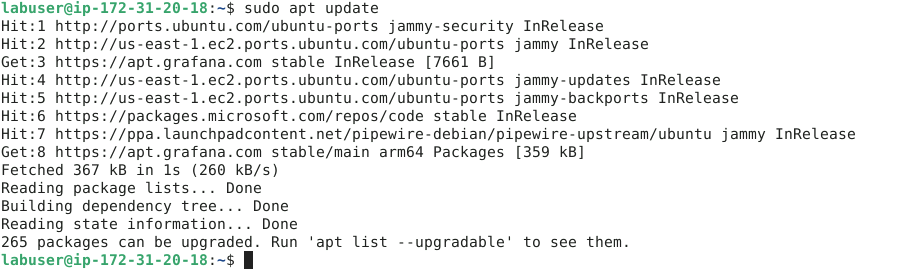 labuser@ip-172-31-20-18:~$ sudo apt update
Hit:1 http://ports.ubuntu.com/ubuntu-ports jammy-security InRelease
Hit:2 http://us-east-1.ec2.ports.ubuntu.com/ubuntu-ports jammy InRelease
Get:3 https://apt.grafana.com stable InRelease [7661 B]
Hit:4 http://us-east-1.ec2.ports.ubuntu.com/ubuntu-ports jammy-updates InRelease
Hit:5 http://us-east-1.ec2.ports.ubuntu.com/ubuntu-ports jammy-backports InRelease
Hit:6 https://packages.microsoft.com/repos/code stable InRelease
Hit:7 https://ppa.launchpadcontent.net/pipewire-debian/pipewire-upstream/ubuntu jammy InRelease
Get:8 https://apt.grafana.com stable/main arm64 Packages [359 kB]
Fetched 367 kB in 1s (260 kB/s)
Reading package lists... Done
Building dependency tree... Done
Reading state information... Done
265 packages can be upgraded. Run 'apt list --upgradable' to see them.
labuser@ip-172-31-20-18:~$